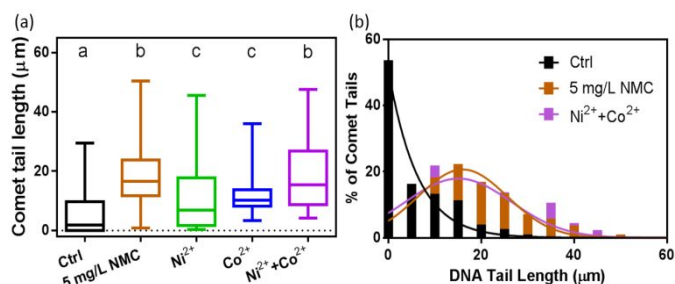 (a)
Comet tail length (μm)
60
40
20
0
a b c c b
Ctrl
5 mg/L NMC
Ni²⁺
Co²⁺
Ni²⁺+Co²⁺
(b)
% of Comet Tails
60
40
20
0
Ctrl
5 mg/L NMC
Ni²⁺+Co²⁺
0 20 40 60
DNA Tail Length (μm)